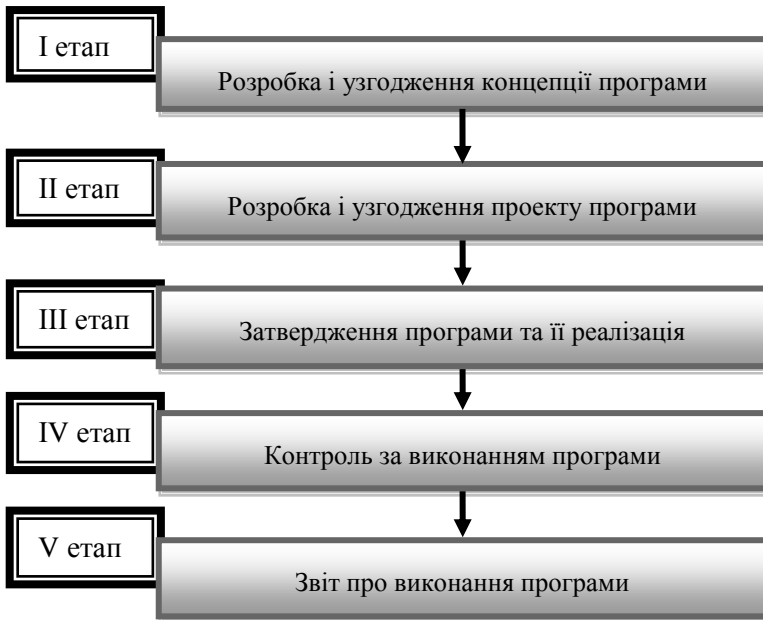 I етап
Розробка і узгодження концепції програми
II етап
Розробка і узгодження проекту програми
III етап
Затвердження програми та її реалізація
IV етап
Контроль за виконанням програми
V етап
Звіт про виконання програми